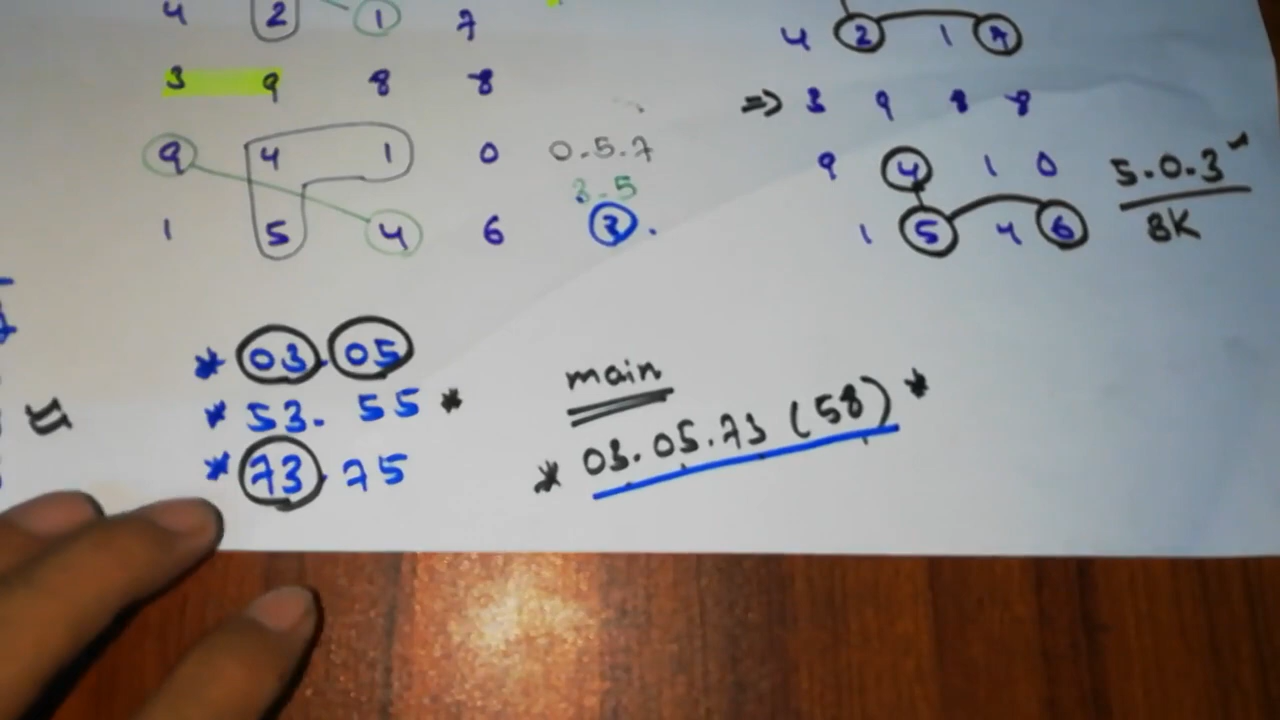 4 2 1 7
3 9 8 8
9 4 1 0 0.5.7
3.5
1 5 4 6 3.
* 03. 05
* 53. 55 *
* 73. 75
4 2 1 7
=> 3 9 8 8
9 4 1 0 5.0.3
1 5 4 6 8K
main
* 03.05.73 (58) *